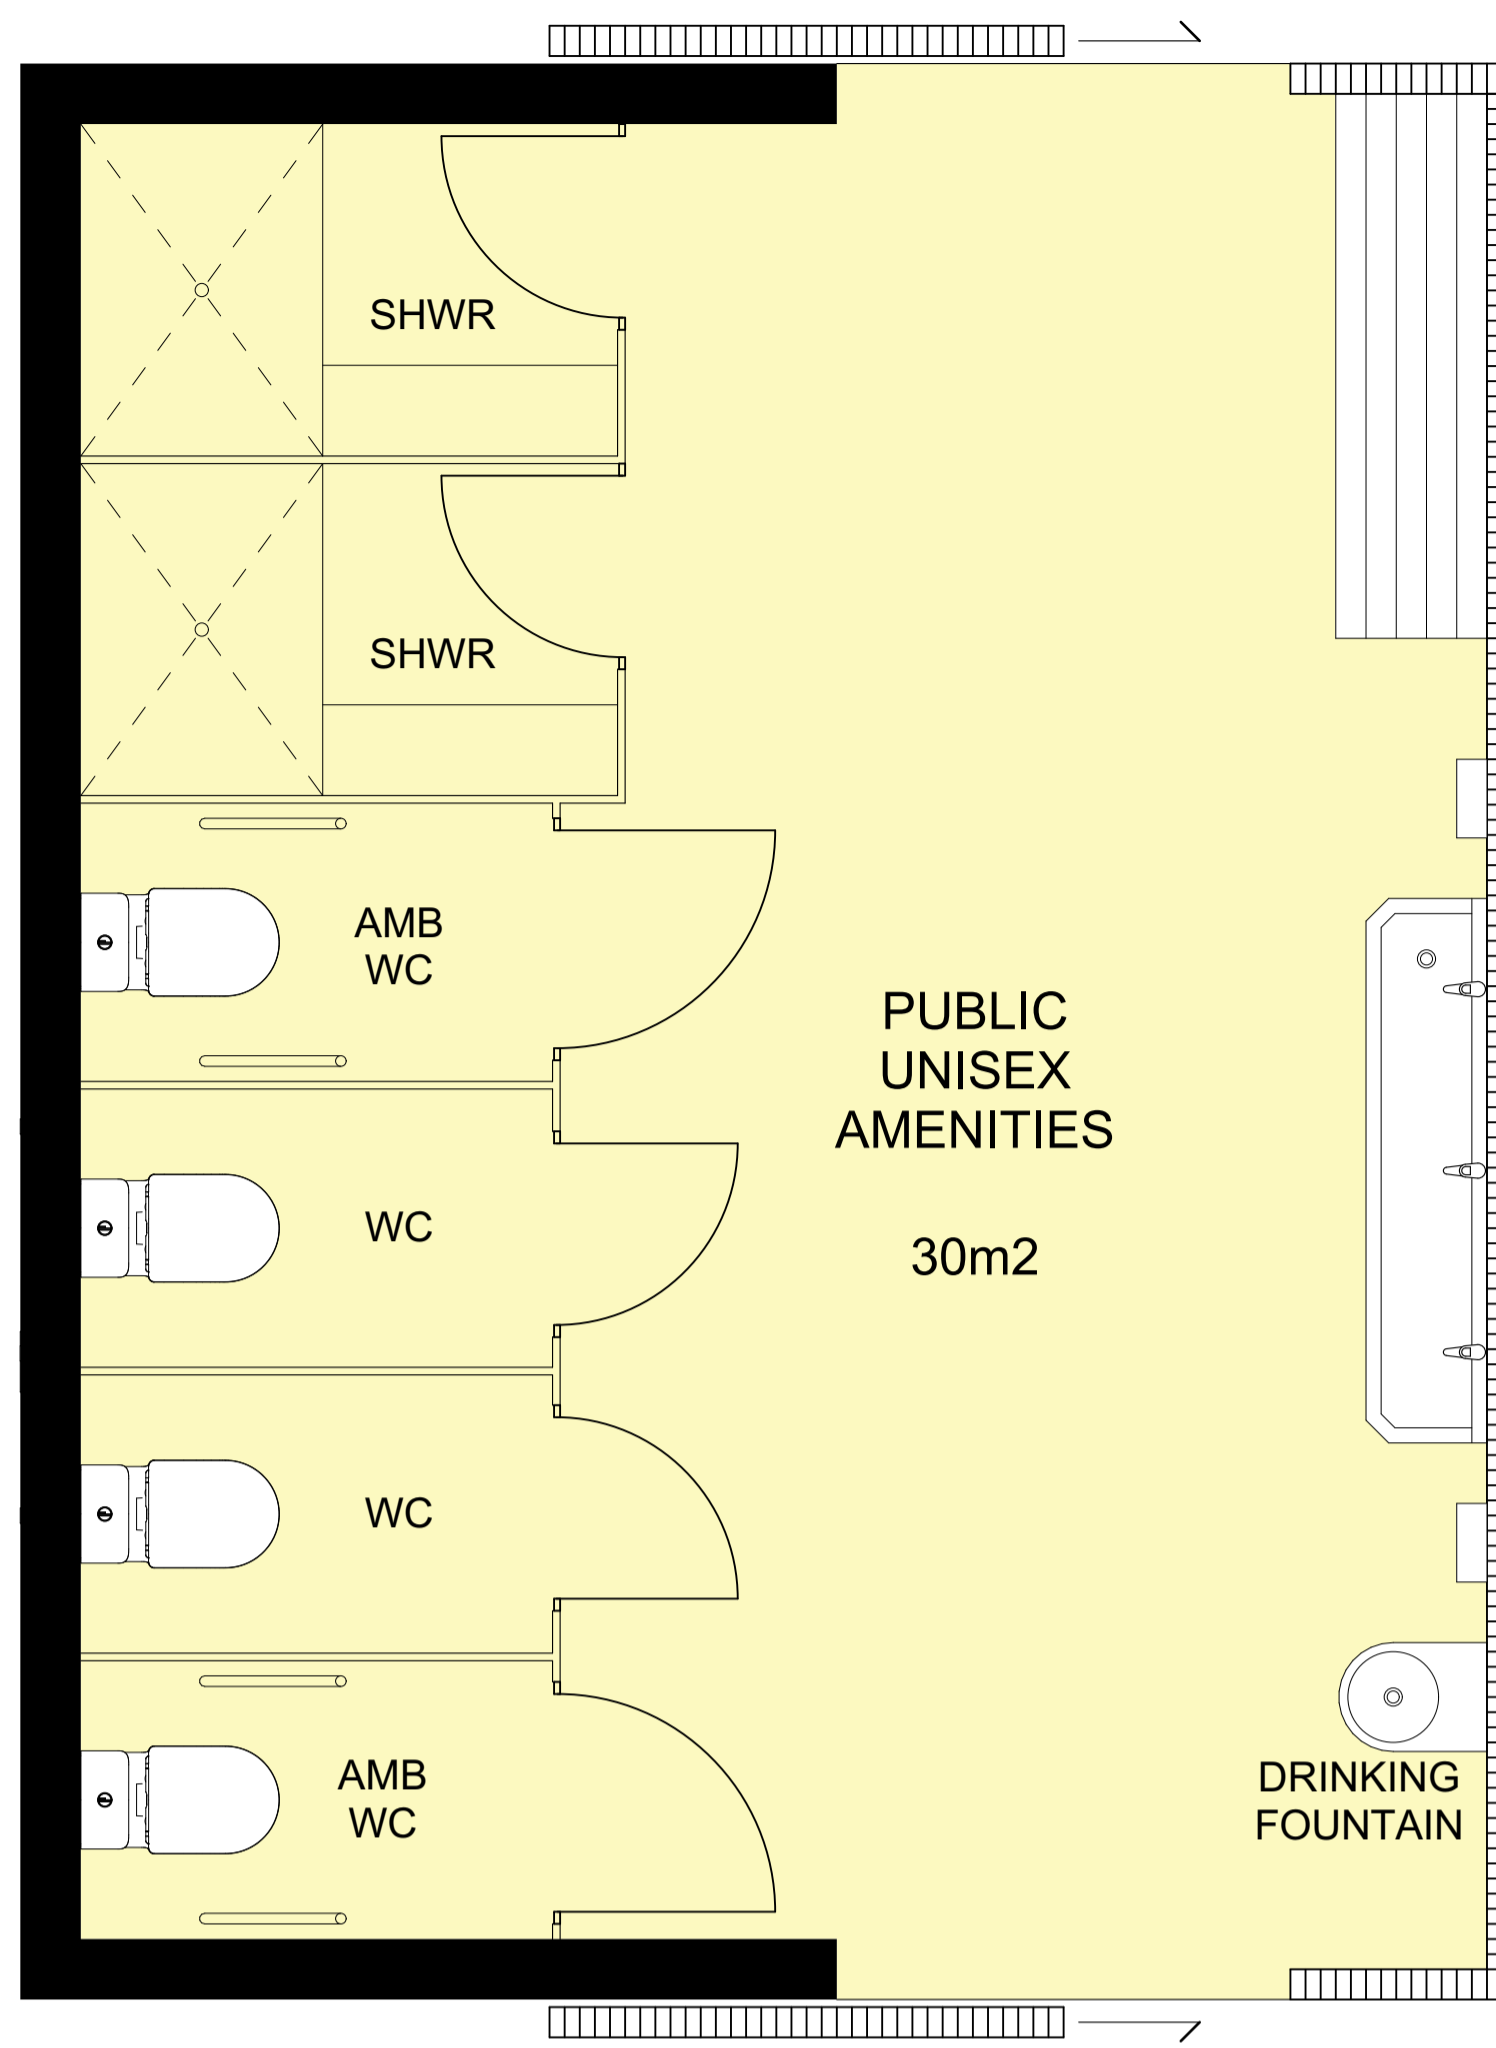 SHWR
SHWR
AMB
WC
PUBLIC
UNISEX
AMENITIES
WC
30m2
WC
AMB
WC
DRINKING
FOUNTAIN